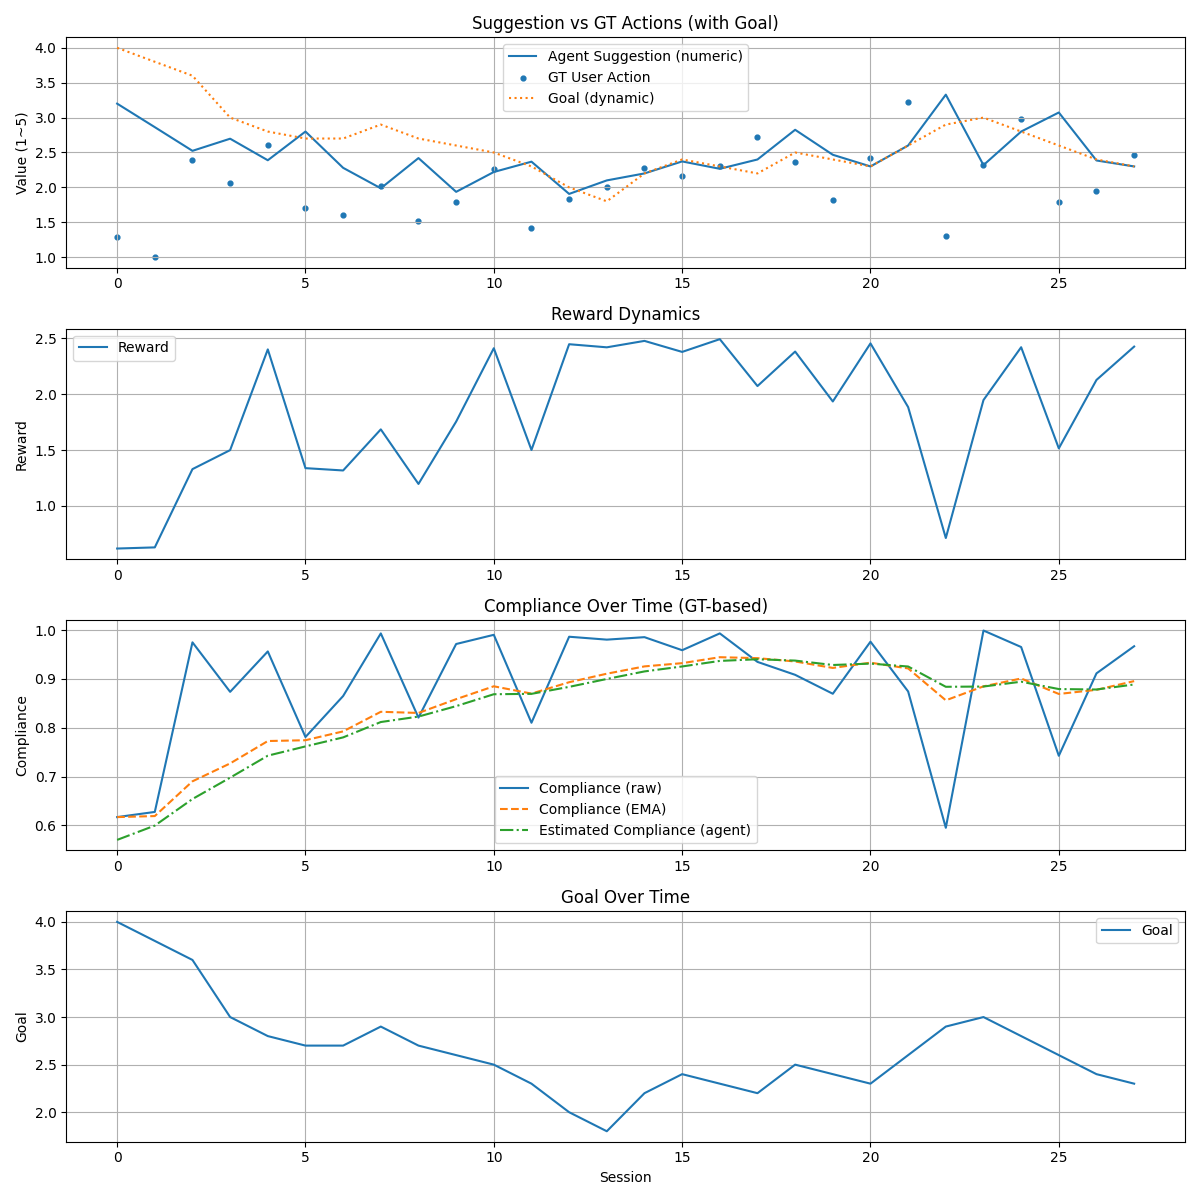 Suggestion vs GT Actions (with Goal)
Value (1~5)
4.0
3.5
3.0
2.5
2.0
1.5
1.0
Agent Suggestion (numeric)
GT User Action
Goal (dynamic)
0 5 10 15 20 25
Reward Dynamics
Reward
2.5
2.0
1.5
1.0
Reward
0 5 10 15 20 25
Compliance Over Time (GT-based)
Compliance
1.0
0.9
0.8
0.7
0.6
Compliance (raw)
Compliance (EMA)
Estimated Compliance (agent)
0 5 10 15 20 25
Goal Over Time
Goal
4.0
3.5
3.0
2.5
2.0
Goal
0 5 10 15 20 25
Session